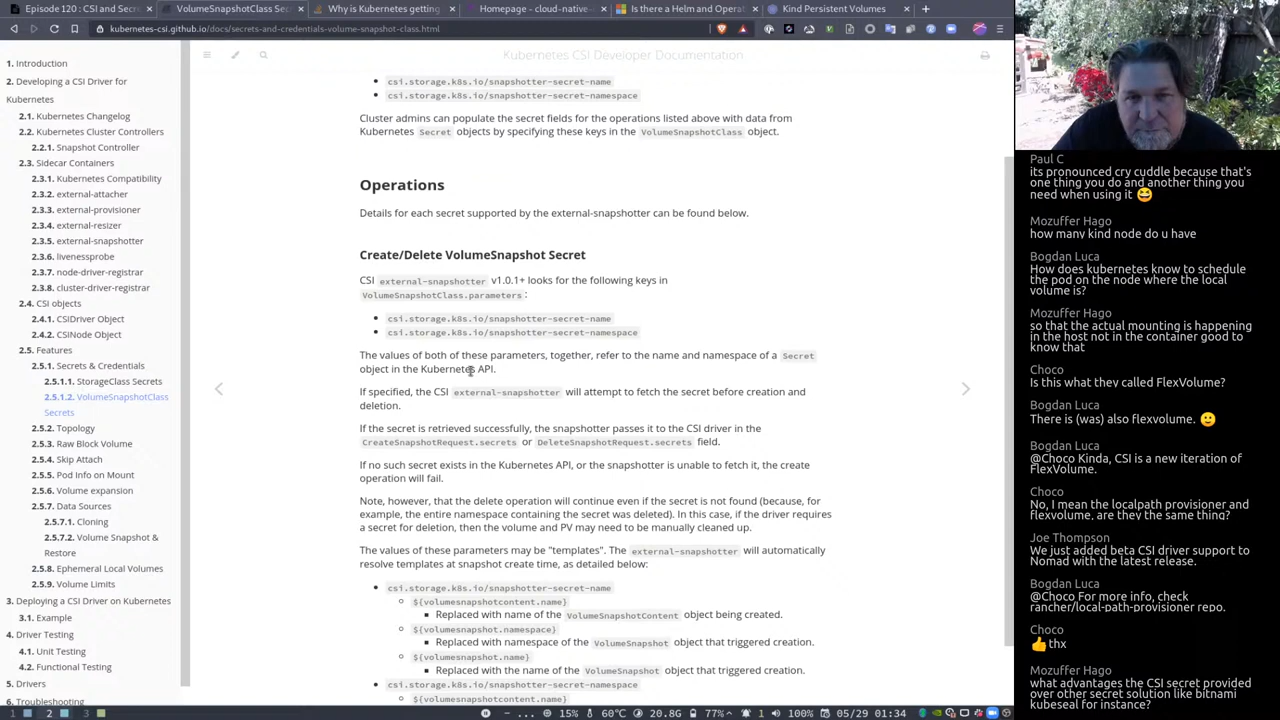 Episode 120 : CSI and Secr
VolumeSnapshotClass Sec
Why is Kubernetes getting
Homepage - cloud-native-
Is there a Helm and Operat
Kind Persistent Volumes
kubernetes-csi.github.io/docs/secrets-and-credentials-volume-snapshot-class.html
Kubernetes CSI Developer Documentation
1. Introduction
2. Developing a CSI Driver for
Kubernetes
2.1. Kubernetes Changelog
2.2. Kubernetes Cluster Controllers
2.2.1. Snapshot Controller
2.3. Sidecar Containers
2.3.1. Kubernetes Compatibility
2.3.2. external-attacher
2.3.3. external-provisioner
2.3.4. external-resizer
2.3.5. external-snapshotter
2.3.6. livenessprobe
2.3.7. node-driver-registrar
2.3.8. cluster-driver-registrar
2.4. CSI objects
2.4.1. CSIDriver Object
2.4.2. CSINode Object
2.5. Features
2.5.1. Secrets & Credentials
2.5.1.1. StorageClass Secrets
2.5.1.2. VolumeSnapshotClass
Secrets
2.5.2. Topology
2.5.3. Raw Block Volume
2.5.4. Skip Attach
2.5.5. Pod Info on Mount
2.5.6. Volume expansion
2.5.7. Data Sources
2.5.7.1. Cloning
2.5.7.2. Volume Snapshot &
Restore
2.5.8. Ephemeral Local Volumes
2.5.9. Volume Limits
3. Deploying a CSI Driver on Kubernetes
3.1. Example
4. Driver Testing
4.1. Unit Testing
4.2. Functional Testing
5. Drivers
6. Troubleshooting
csi.storage.k8s.io/snapshotter-secret-name
csi.storage.k8s.io/snapshotter-secret-namespace
Cluster admins can populate the secret fields for the operations listed above with data from
Kubernetes Secret objects by specifying these keys in the VolumeSnapshotClass object.
Operations
Details for each secret supported by the external-snapshotter can be found below.
Create/Delete VolumeSnapshot Secret
CSI external-snapshotter v1.0.1+ looks for the following keys in
VolumeSnapshotClass.parameters :
csi.storage.k8s.io/snapshotter-secret-name
csi.storage.k8s.io/snapshotter-secret-namespace
The values of both of these parameters, together, refer to the name and namespace of a Secret
object in the Kubernetes API.
If specified, the CSI external-snapshotter will attempt to fetch the secret before creation and
deletion.
If the secret is retrieved successfully, the snapshotter passes it to the CSI driver in the
CreateSnapshotRequest.secrets or DeleteSnapshotRequest.secrets field.
If no such secret exists in the Kubernetes API, or the snapshotter is unable to fetch it, the create
operation will fail.
Note, however, that the delete operation will continue even if the secret is not found (because, for
example, the entire namespace containing the secret was deleted). In this case, if the driver requires
a secret for deletion, then the volume and PV may need to be manually cleaned up.
The values of these parameters may be "templates". The external-snapshotter will automatically
resolve templates at snapshot create time, as detailed below:
csi.storage.k8s.io/snapshotter-secret-name
${volumesnapshotcontent.name}
Replaced with name of the VolumeSnapshotContent object being created.
${volumesnapshot.namespace}
Replaced with namespace of the VolumeSnapshot object that triggered creation.
${volumesnapshot.name}
Replaced with the name of the VolumeSnapshot object that triggered creation.
csi.storage.k8s.io/snapshotter-secret-namespace
${volumesnapshotcontent.name}
Paul C
its pronounced cry cuddle because that's
one thing you do and another thing you
need when using it 😆
Mozuffer Hago
how many kind node do u have
Bogdan Luca
How does kubernetes know to schedule
the pod on the node where the local
volume is?
Mozuffer Hago
so that the actual mounting is happening
in the host not in the container good to
know that
Choco
Is this what they called FlexVolume?
Bogdan Luca
There is (was) also flexvolume. 🙂
Bogdan Luca
@Choco Kinda, CSI is a new iteration of
FlexVolume.
Choco
No, I mean the localpath provisioner and
flexvolume, are they the same thing?
Joe Thompson
We just added beta CSI driver support to
Nomad with the latest release.
Bogdan Luca
@Choco For more info, check
rancher/local-path-provisioner repo.
Choco
👍thx
Mozuffer Hago
what advantages the CSI secret provided
over other secret solution like bitnami
kubeseal for instance?
1 2 3
15% 60℃ 20.8G 77% 1 100% 05/29 01:34